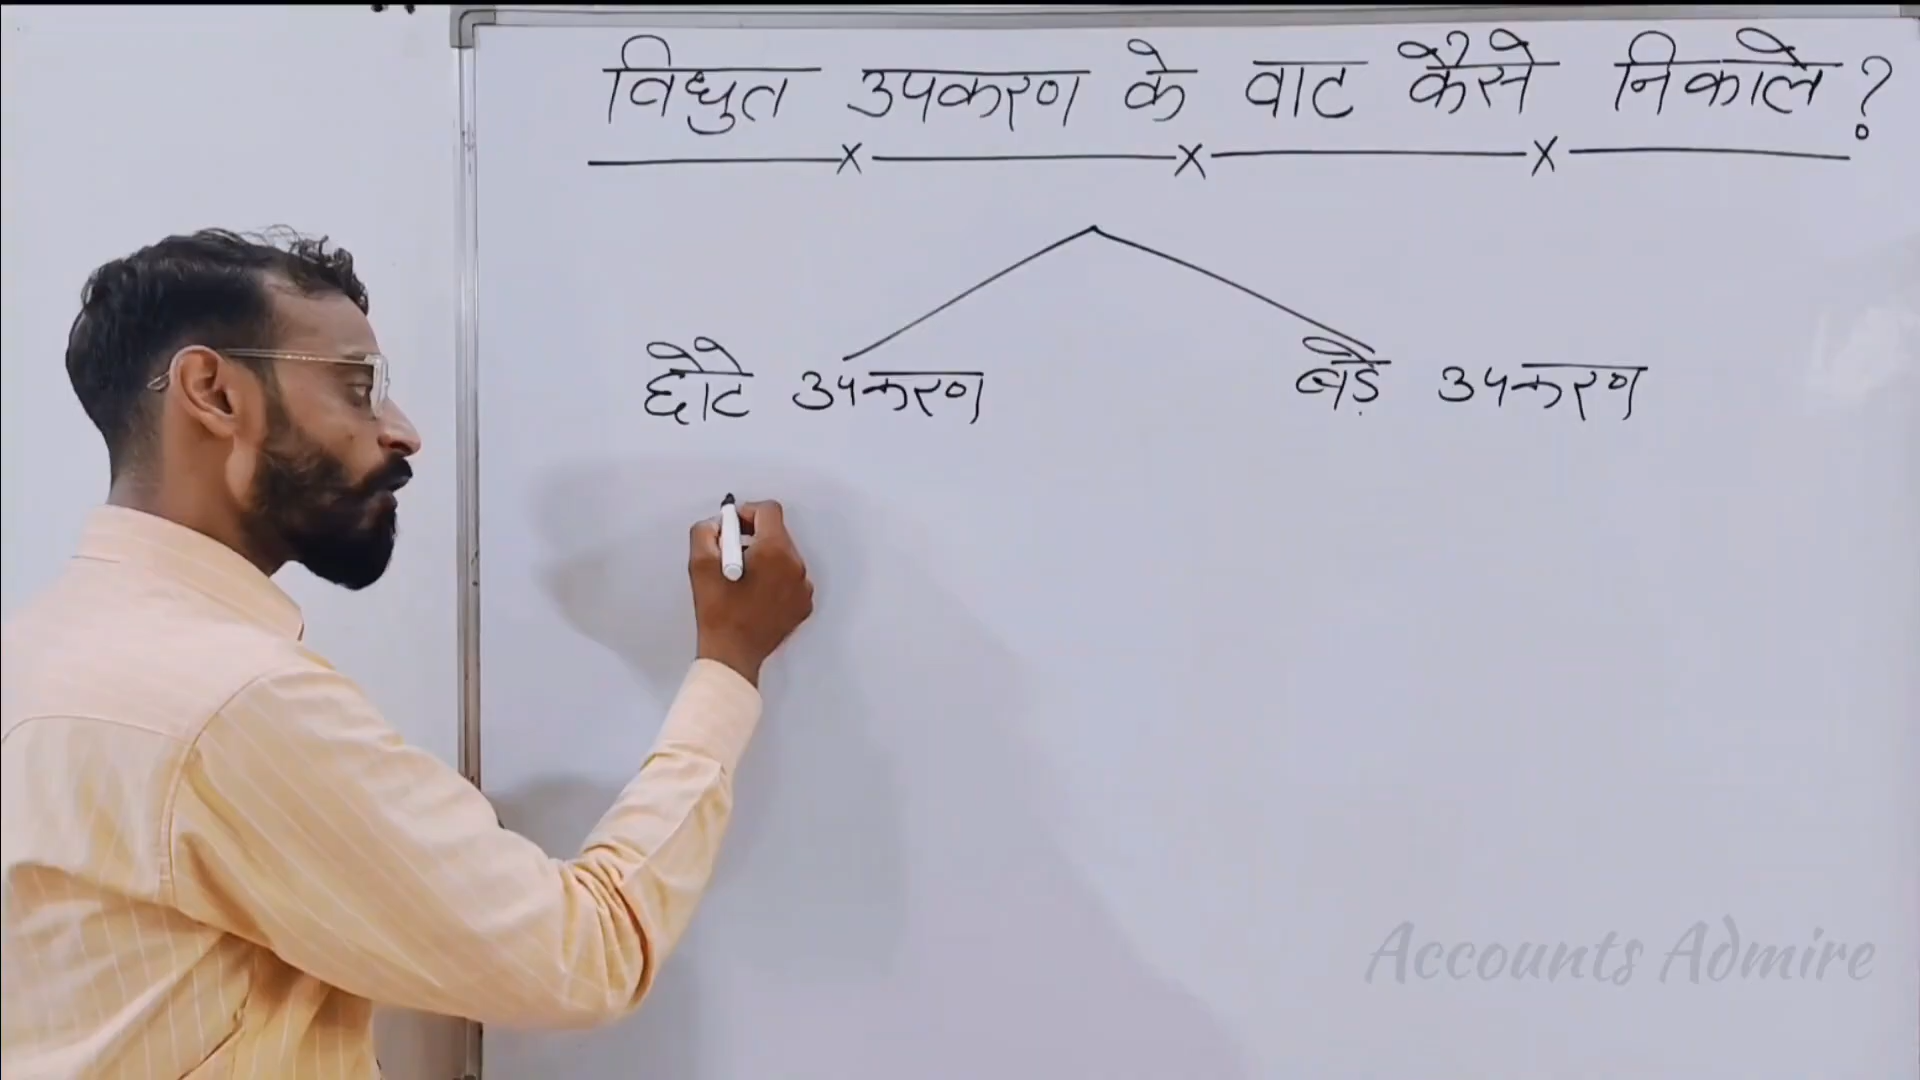 विधुत उपकरण के वाट कैसे निकाले ?
छोटे उपकरण
बड़े उपकरण
Accounts Admire